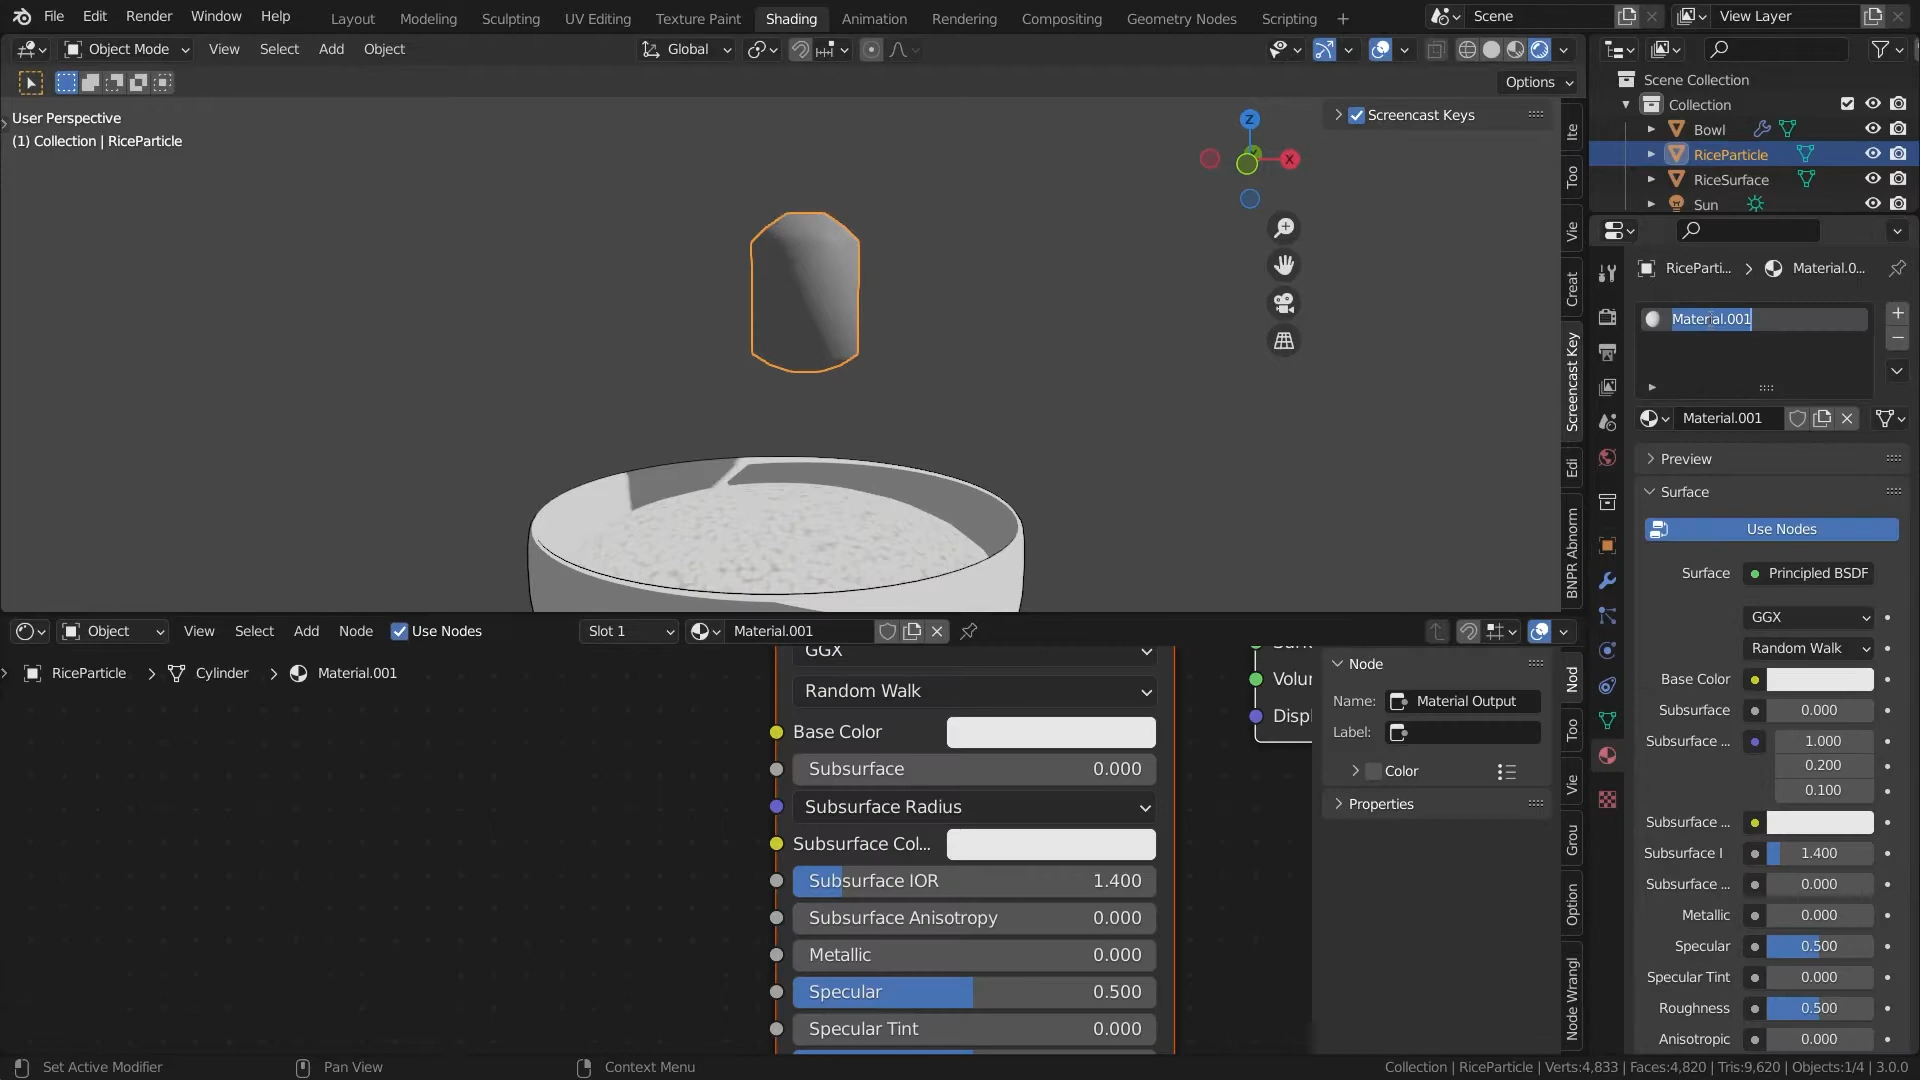 File Edit Render Window Help
Layout Modeling Sculpting UV Editing Texture Paint Shading Animation Rendering Compositing Geometry Nodes Scripting +
Scene
View Layer
Object Mode View Select Add Object
Global
Options
User Perspective
(1) Collection | RiceParticle
Screencast Keys
Z
X
Y
Ite
Too
Vie
Creat
Screencast Key
Edi
BNPR Abnorm
Scene Collection
Collection
Bowl
RiceParticle
RiceSurface
Sun
RiceParti... > Material.0...
Material.001
Material.001
Preview
Surface
Use Nodes
Surface Principled BSDF
GGX
Random Walk
Base Color
Subsurface 0.000
Subsurface ... 1.000
0.200
0.100
Subsurface ...
Subsurface I 1.400
Subsurface ... 0.000
Metallic 0.000
Specular 0.500
Specular Tint 0.000
Roughness 0.500
Anisotropic 0.000
Object View Select Add Node Use Nodes
Slot 1
Material.001
RiceParticle > Cylinder > Material.001
GGX
Random Walk
Base Color
Subsurface 0.000
Subsurface Radius
Subsurface Col...
Subsurface IOR 1.400
Subsurface Anisotropy 0.000
Metallic 0.000
Specular 0.500
Specular Tint 0.000
Volur
Displ
Node
Name: Material Output
Label:
Color
Properties
Nod
Too
Vie
Grou
Option
Node Wrangl
Set Active Modifier Pan View Context Menu
Collection | RiceParticle | Verts:4,833 | Faces:4,820 | Tris:9,620 | Objects:1/4 | 3.0.0